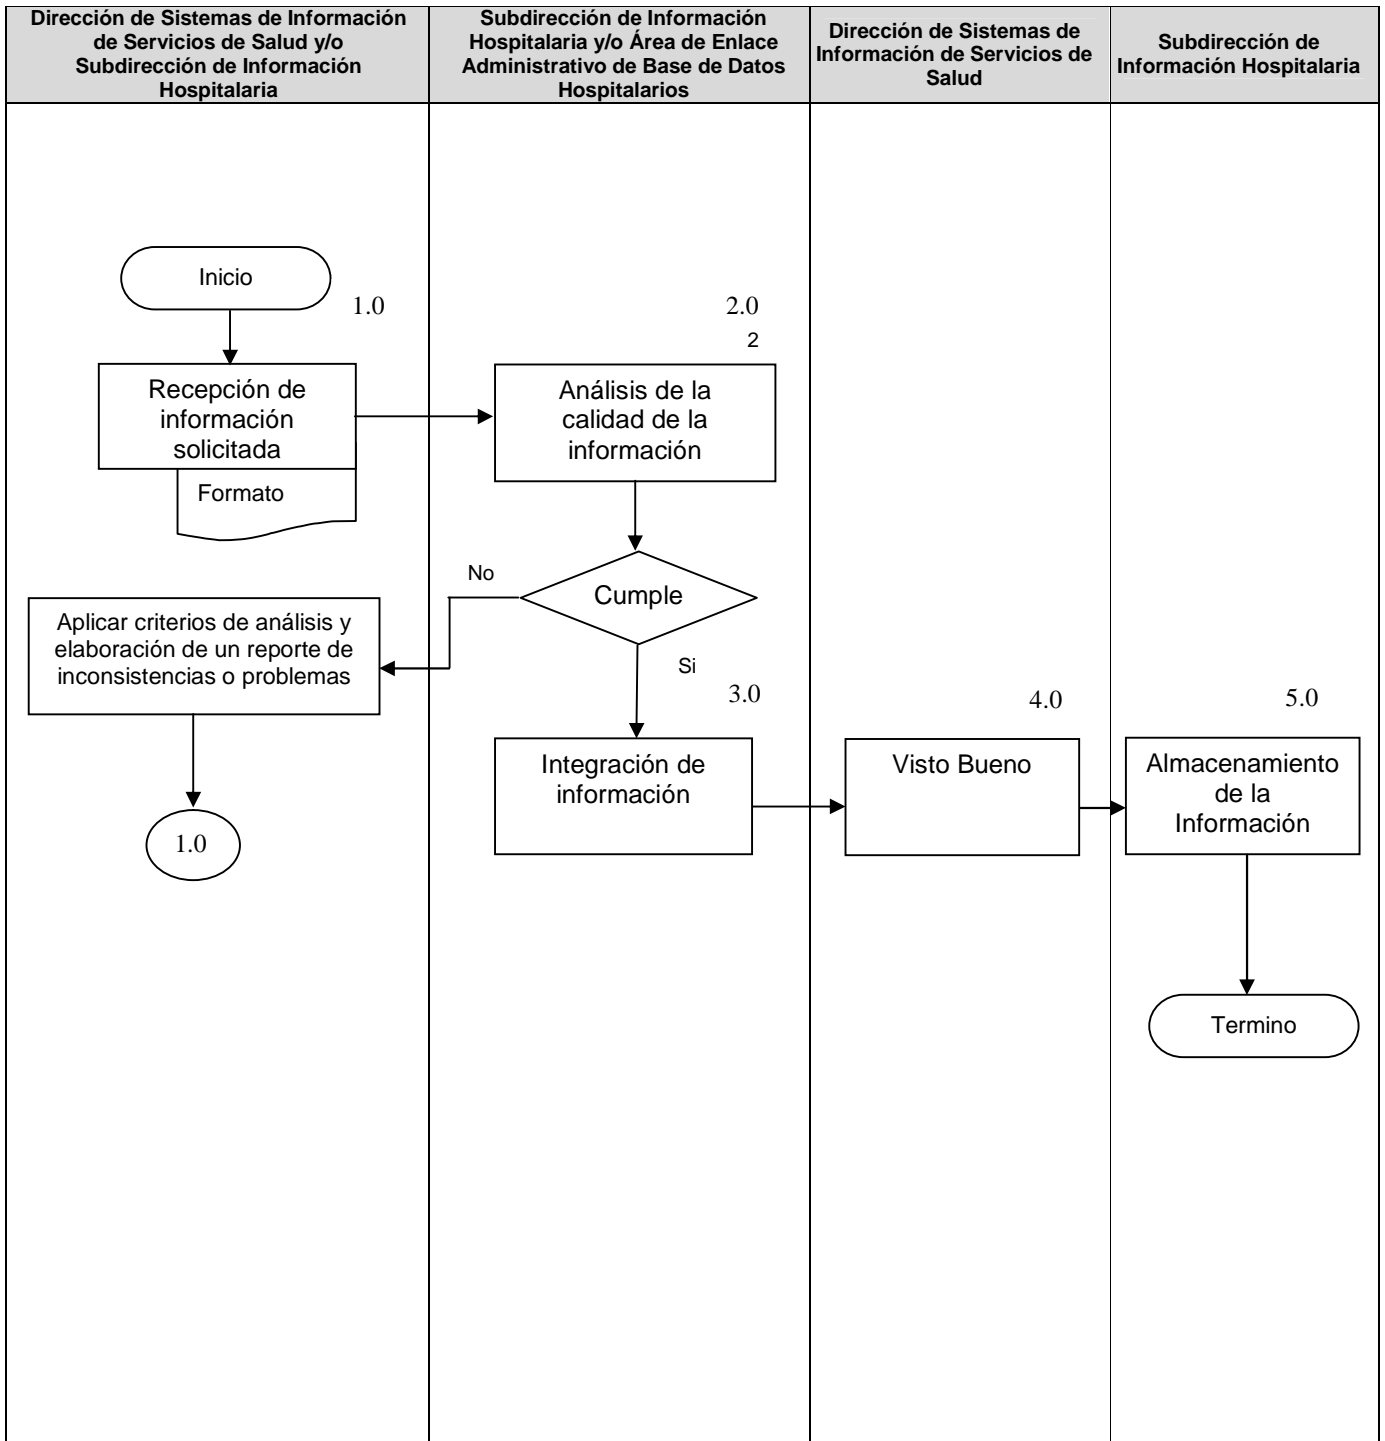 Dirección de Sistemas de Información
de Servicios de Salud y/o
Subdirección de Información
Hospitalaria
Subdirección de Información
Hospitalaria y/o Área de Enlace
Administrativo de Base de Datos
Hospitalarios
Dirección de Sistemas de
Información de Servicios de
Salud
Subdirección de
Información Hospitalaria
Inicio
1.0
Recepción de
información
solicitada
Formato
2.0
2
Análisis de la
calidad de la
información
Cumple
No
Aplicar criterios de análisis y
elaboración de un reporte de
inconsistencias o problemas
1.0
Si
3.0
Integración de
información
4.0
Visto Bueno
5.0
Almacenamiento
de la
Información
Termino